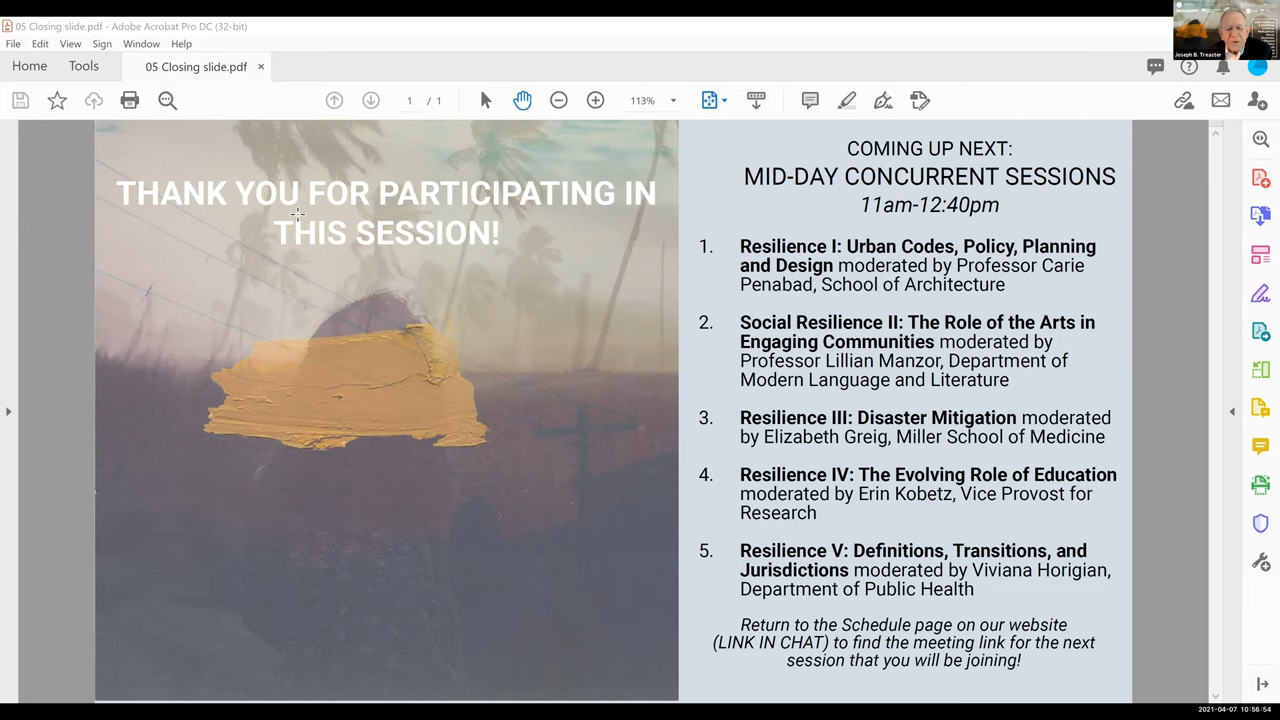 05 Closing slide.pdf - Adobe Acrobat Pro DC (32-bit)
File Edit View Sign Window Help
Home Tools 05 Closing slide.pdf ×
1 / 1 113%
Joseph B. Treaster
THANK YOU FOR PARTICIPATING IN
THIS SESSION!
COMING UP NEXT:
MID-DAY CONCURRENT SESSIONS
11am-12:40pm
1. Resilience I: Urban Codes, Policy, Planning
and Design moderated by Professor Carie
Penabad, School of Architecture
2. Social Resilience II: The Role of the Arts in
Engaging Communities moderated by
Professor Lillian Manzor, Department of
Modern Language and Literature
3. Resilience III: Disaster Mitigation moderated
by Elizabeth Greig, Miller School of Medicine
4. Resilience IV: The Evolving Role of Education
moderated by Erin Kobetz, Vice Provost for
Research
5. Resilience V: Definitions, Transitions, and
Jurisdictions moderated by Viviana Horigian,
Department of Public Health
Return to the Schedule page on our website
(LINK IN CHAT) to find the meeting link for the next
session that you will be joining!
2021-04-07 10:56:54